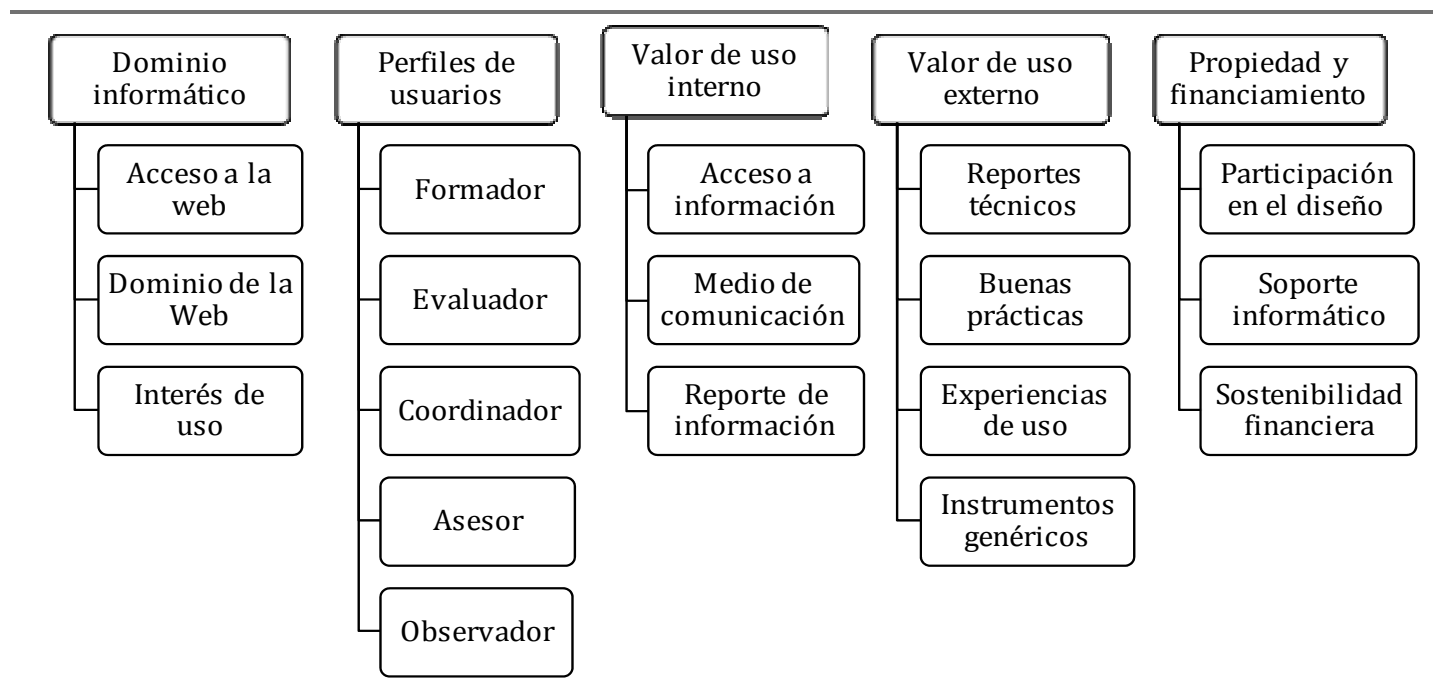 Dominio
informático
Acceso a la
web
Dominio de la
Web
Interés de
uso
Perfiles de
usuarios
Formador
Evaluador
Coordinador
Asesor
Observador
Valor de uso
interno
Acceso a
información
Medio de
comunicación
Reporte de
información
Valor de uso
externo
Reportes
técnicos
Buenas
prácticas
Experiencias
de uso
Instrumentos
genéricos
Propiedad y
financiamiento
Participación
en el diseño
Soporte
informático
Sostenibilidad
financiera